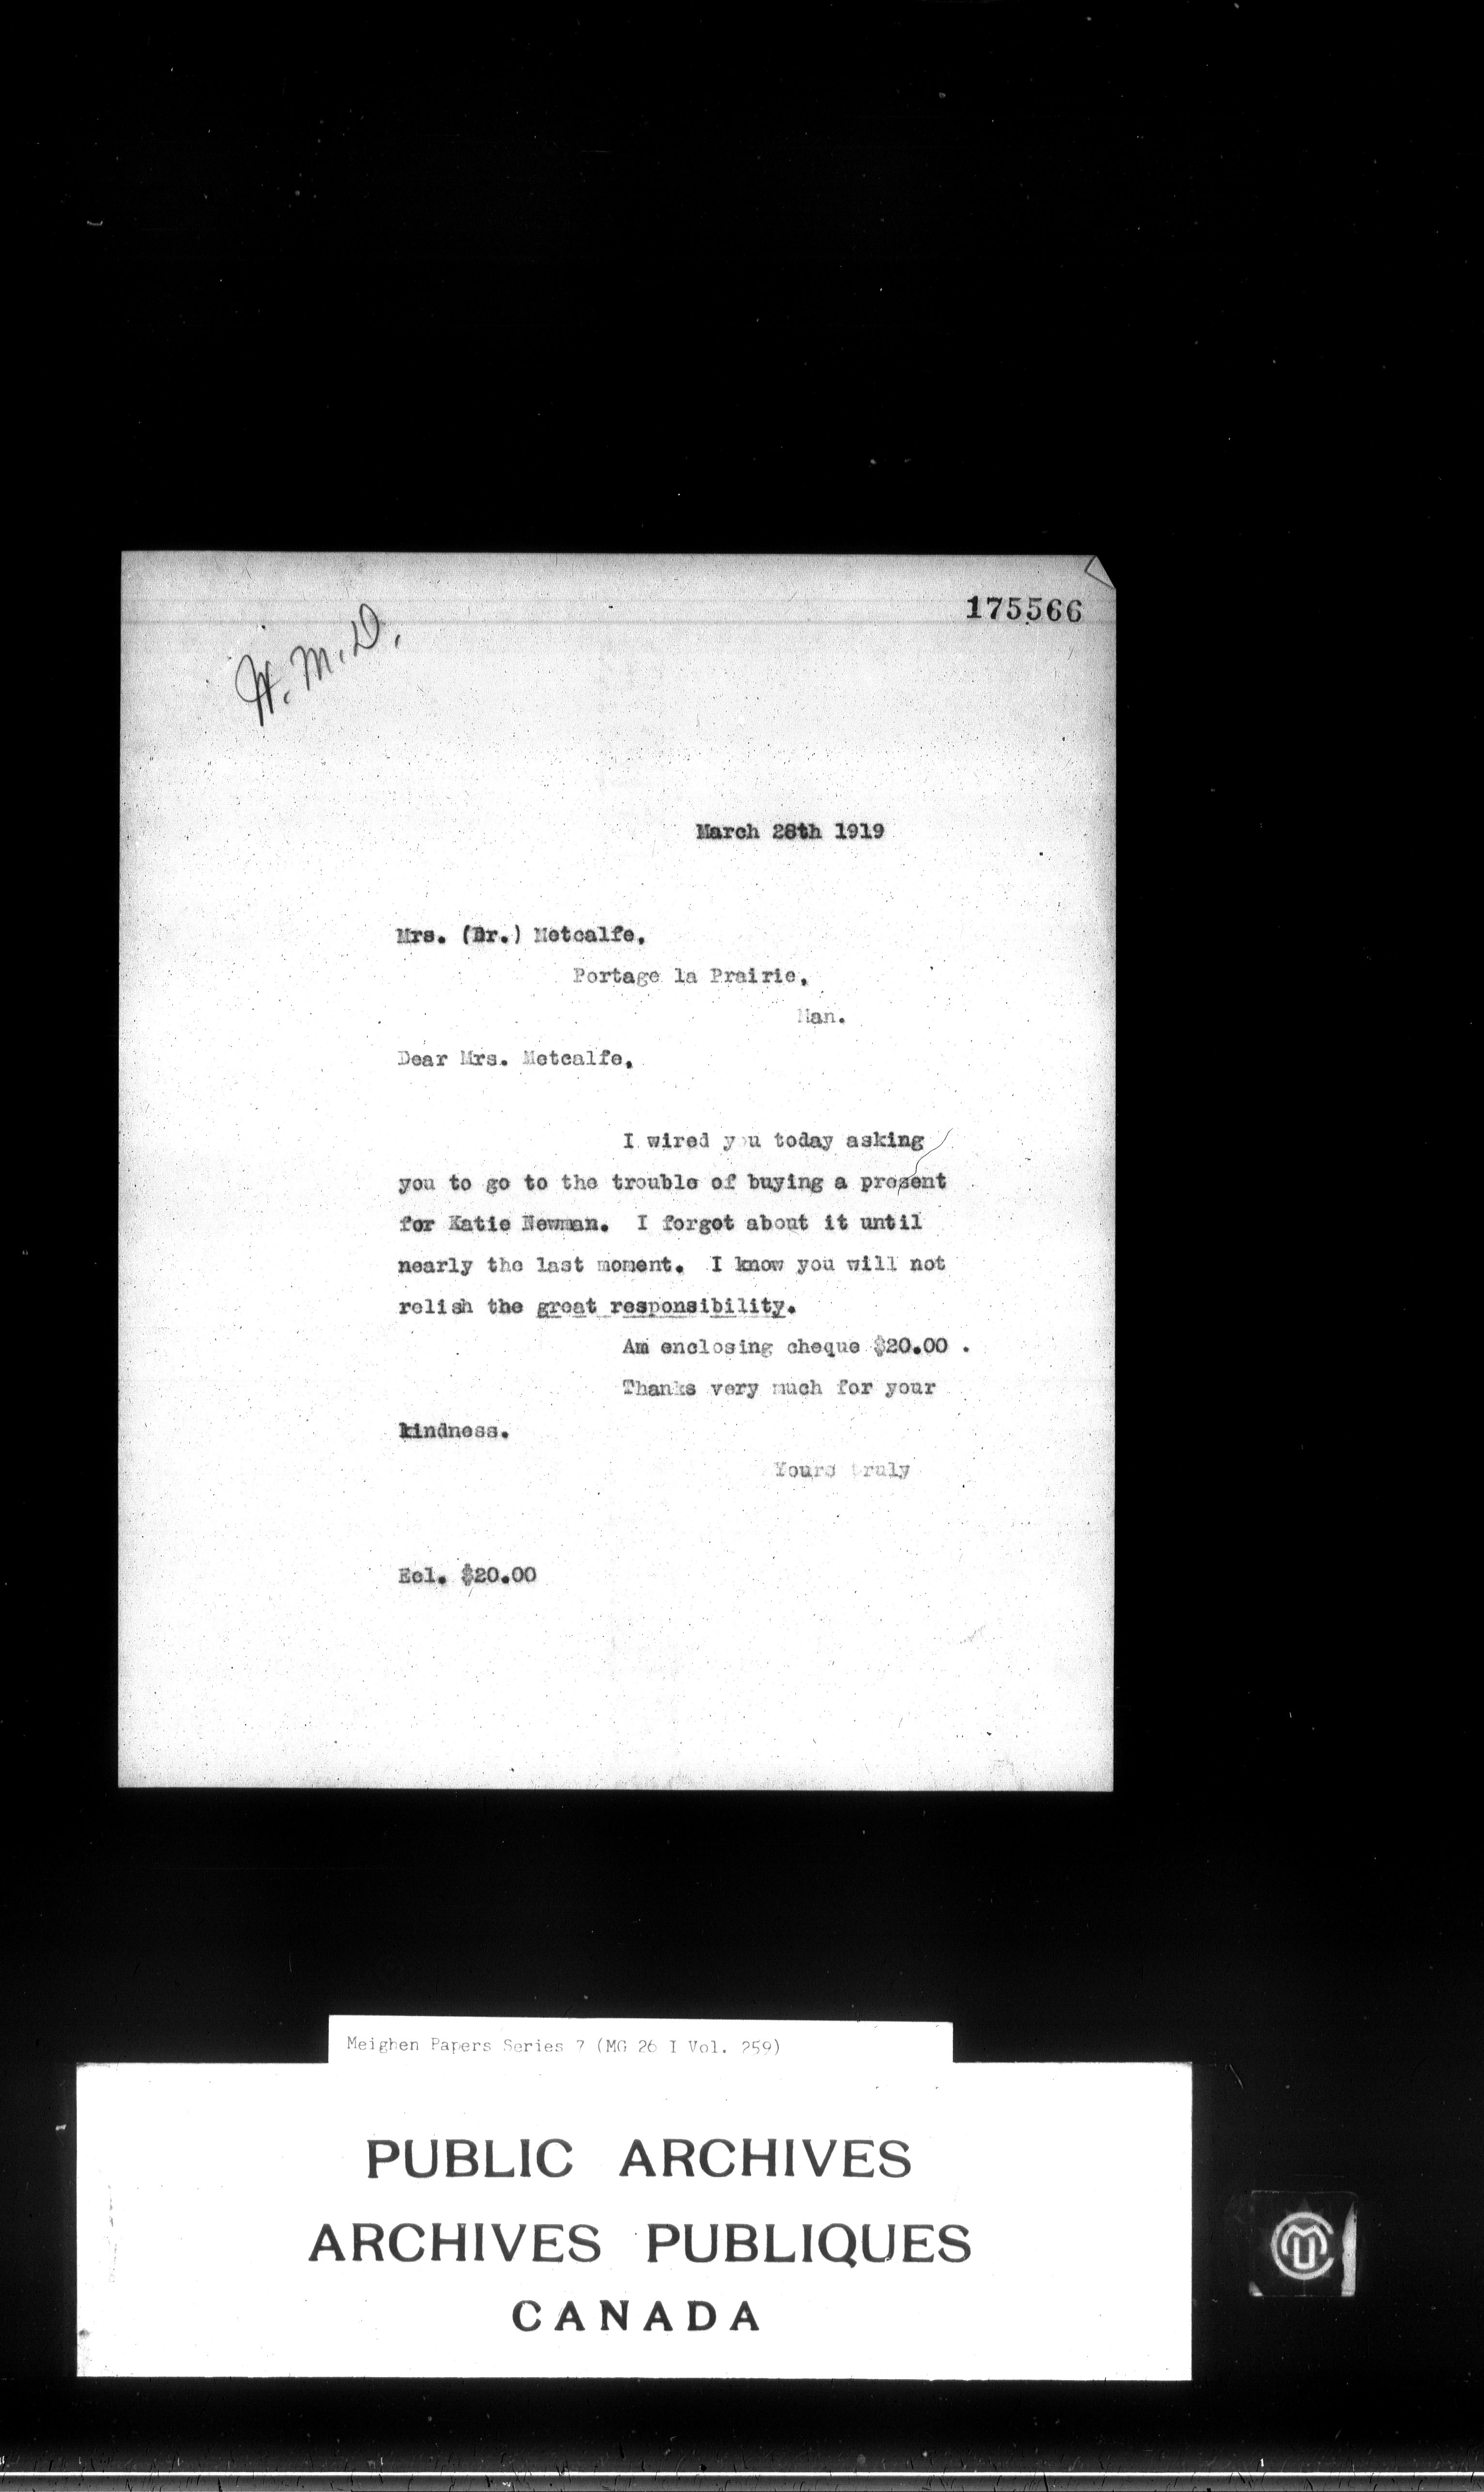 175566
H. M. D.
March 28th 1919
Mrs. (Dr.) Metcalfe,
Portage la Prairie,
Man.
Dear Mrs. Metcalfe,
I wired you today asking
you to go to the trouble of buying a present
for Katie Newman. I forgot about it until
nearly the last moment. I know you will not
relish the great responsibility.
Am enclosing cheque $20.00 .
Thanks very much for your
kindness.
Yours truly
Ecl. $20.00
Meighen Papers Series 7 (MG 26 I Vol. 259)
PUBLIC ARCHIVES
ARCHIVES PUBLIQUES
CANADA